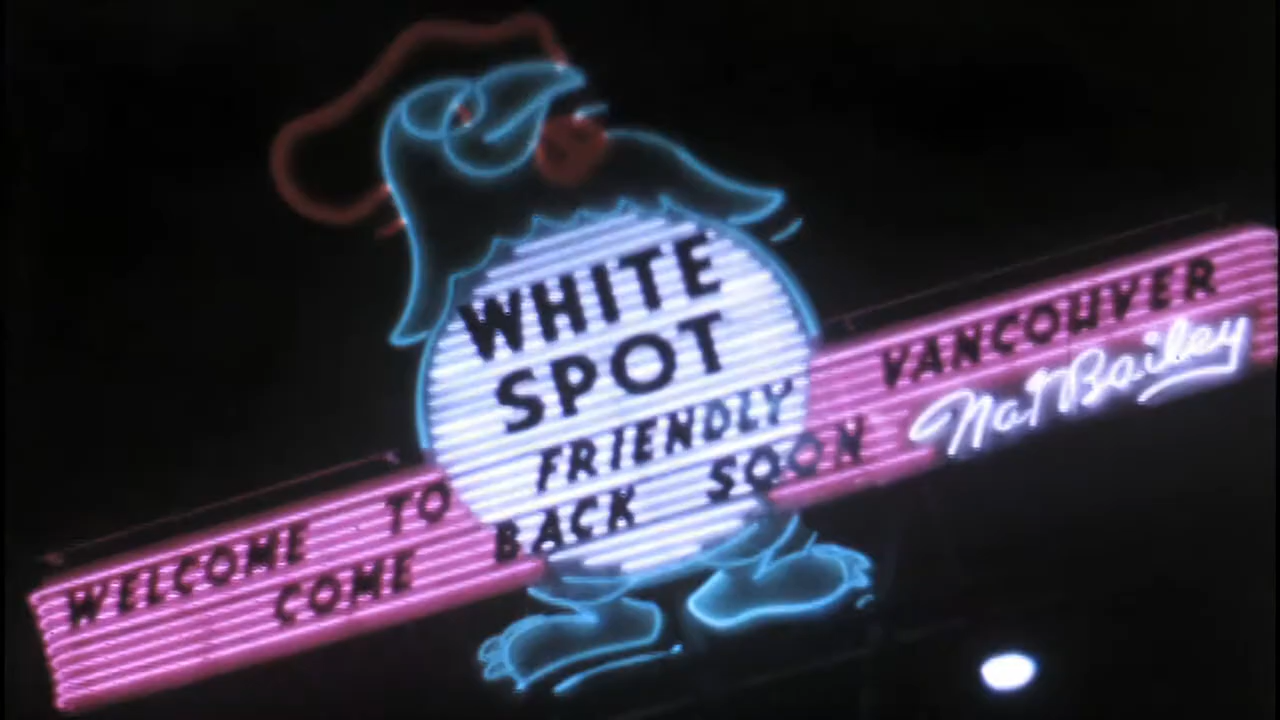 WHITE
SPOT
WELCOME TO FRIENDLY VANCOUVER
COME BACK SOON Nat Bailey